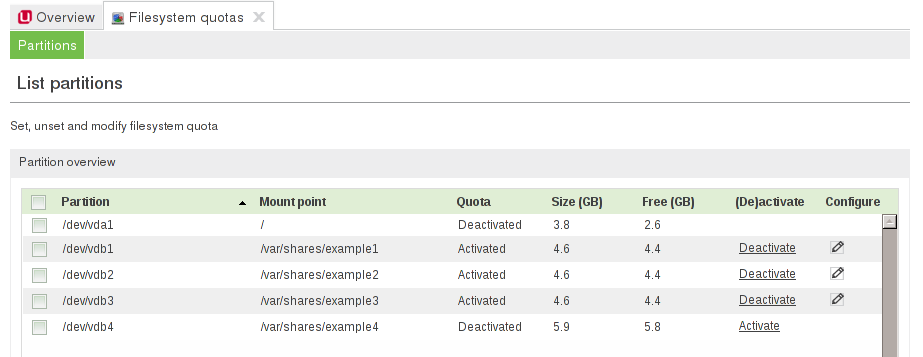 Overview Filesystem quotas
Partitions
List partitions
Set, unset and modify filesystem quota
Partition overview
Partition Mount point Quota Size (GB) Free (GB) (De)activate Configure
/dev/vda1 / Deactivated 3.8 2.6
/dev/vdb1 /var/shares/example1 Activated 4.6 4.4 Deactivate
/dev/vdb2 /var/shares/example2 Activated 4.6 4.4 Deactivate
/dev/vdb3 /var/shares/example3 Activated 4.6 4.4 Deactivate
/dev/vdb4 /var/shares/example4 Deactivated 5.9 5.8 Activate